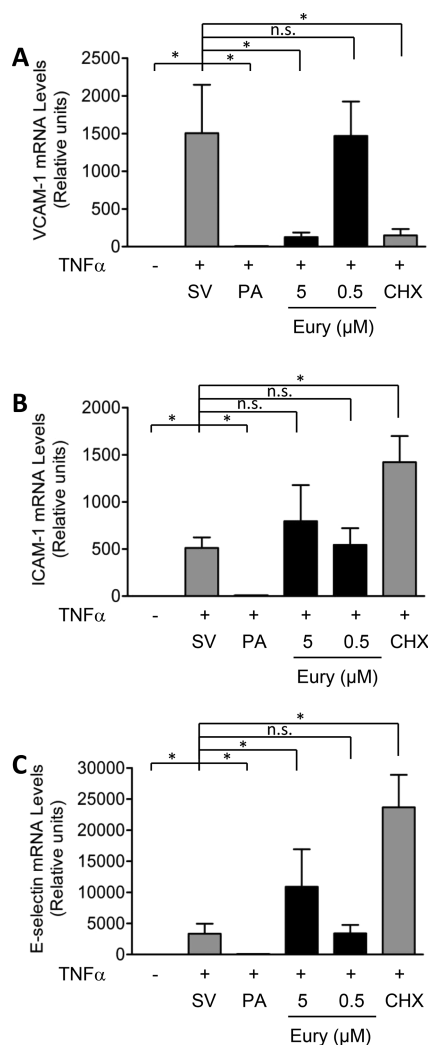 *
n.s.
*
* *
A
VCAM-1 mRNA Levels
(Relative units)
2500
2000
1500
1000
500
0
TNFα - + + + + +
SV PA 5 0.5 CHX
Eury (µM)
*
n.s.
n.s.
* *
B
ICAM-1 mRNA Levels
(Relative units)
2000
1500
1000
500
0
TNFα - + + + + +
SV PA 5 0.5 CHX
Eury (µM)
*
n.s.
*
* *
C
E-selectin mRNA Levels
(Relative units)
30000
25000
20000
15000
10000
5000
0
TNFα - + + + + +
SV PA 5 0.5 CHX
Eury (µM)